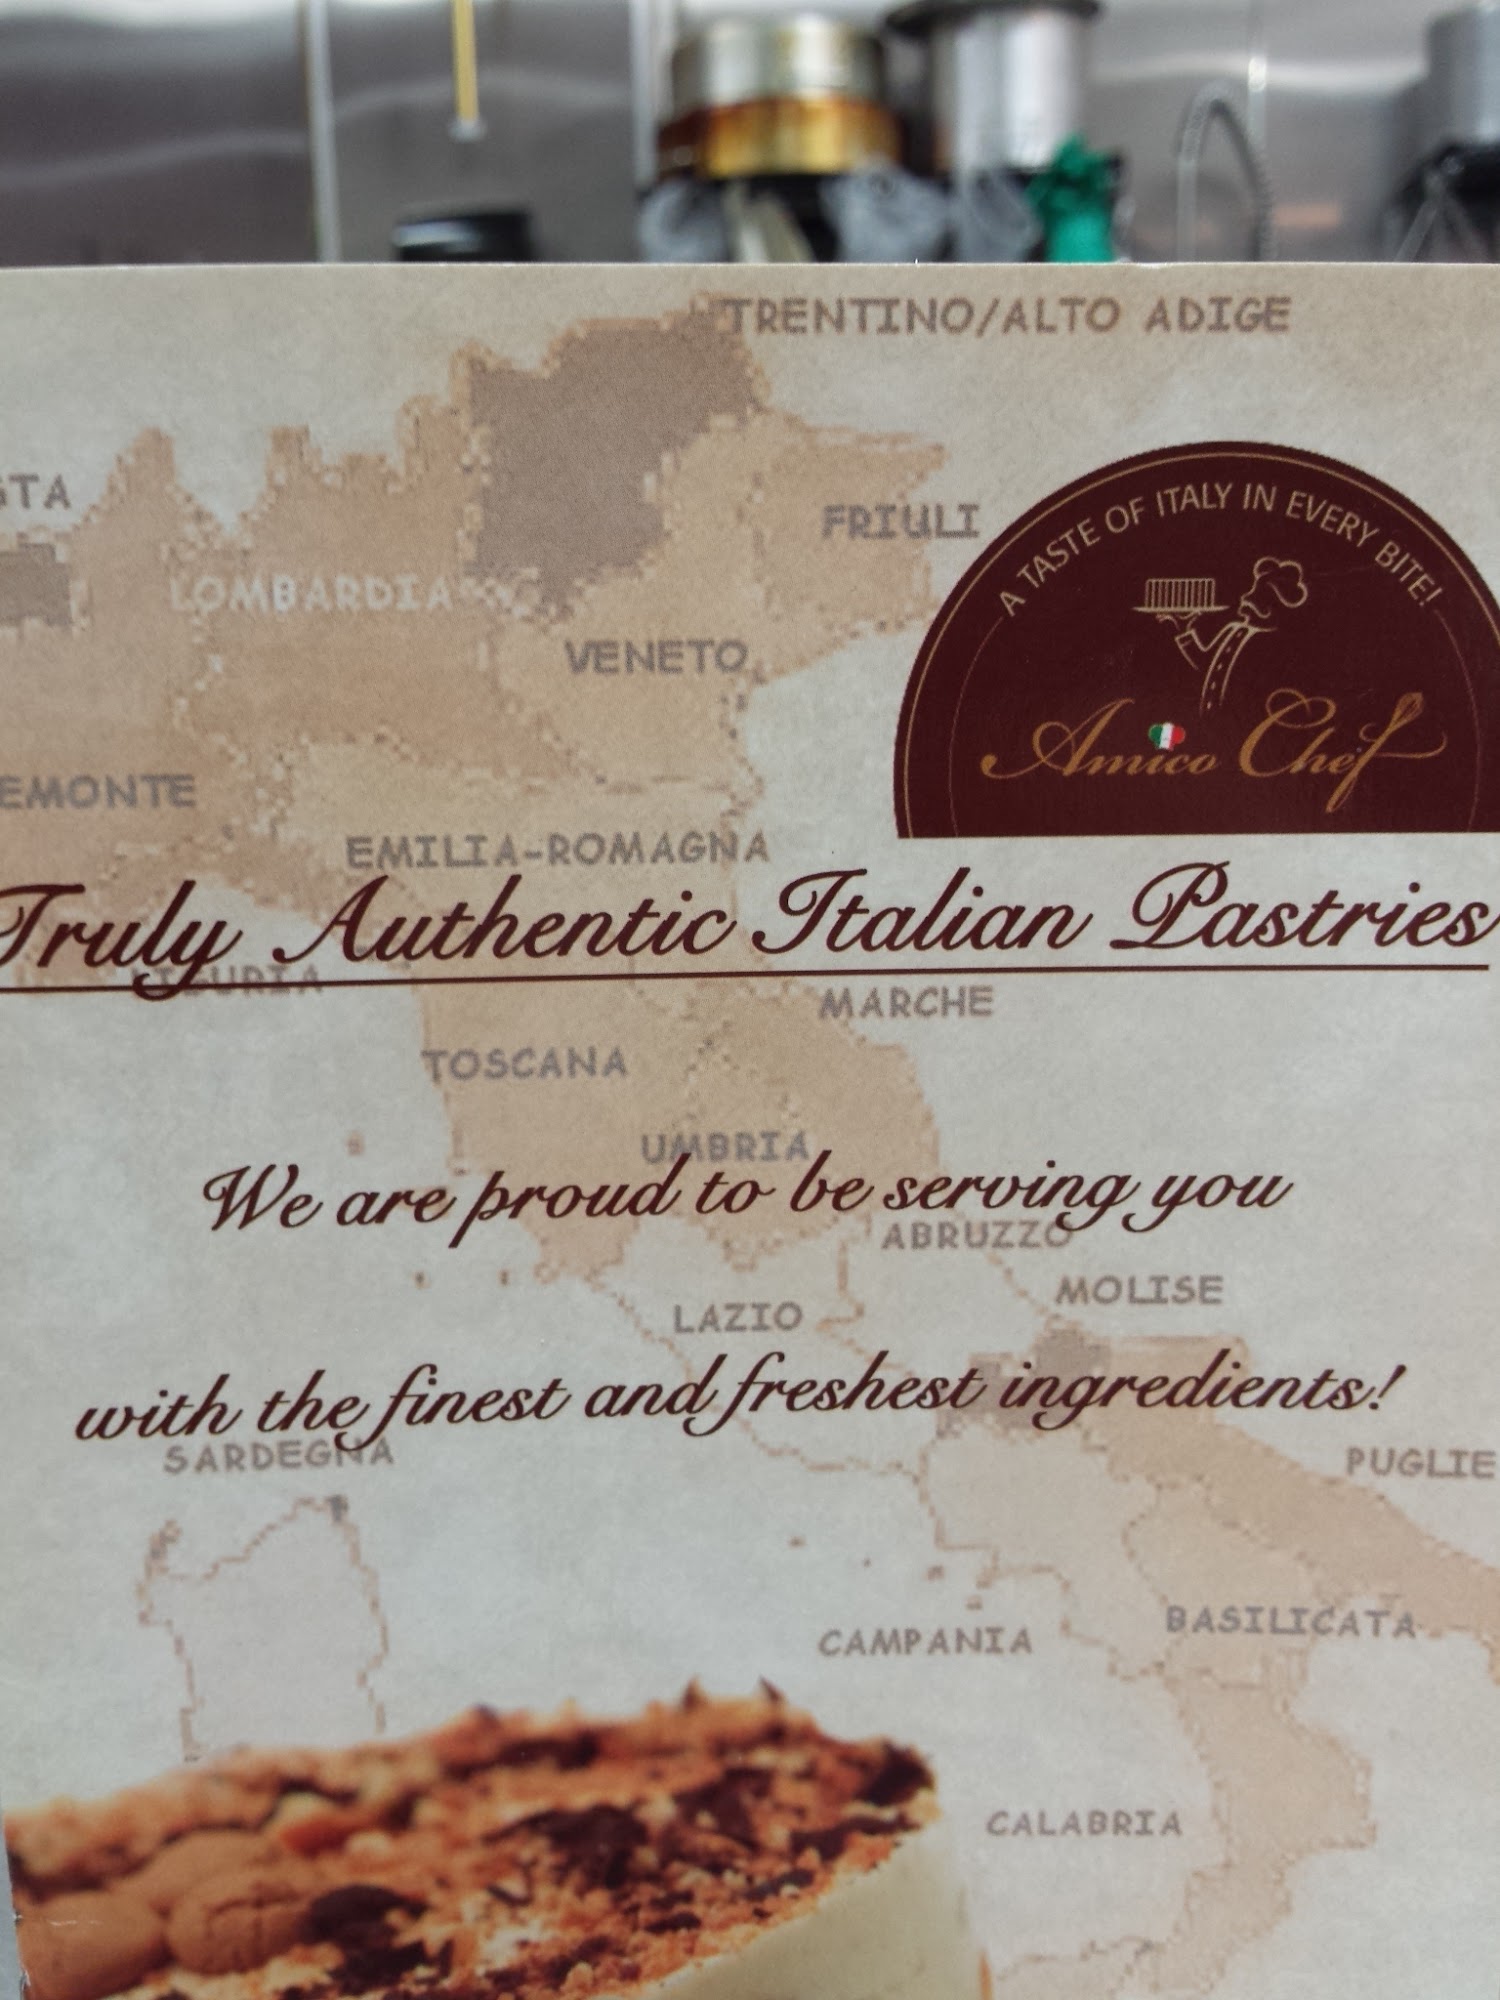 TRENTINO/ALTO ADIGE
STA
FRIULI
LOMBARDIA
VENETO
A TASTE OF ITALY IN EVERY BITE!
Amico Chef
EMONTE
EMILIA-ROMAGNA
Truly Authentic Italian Pastries
LIGURIA
MARCHE
TOSCANA
UMBRIA
We are proud to be serving you
ABRUZZO
MOLISE
LAZIO
with the finest and freshest ingredients!
SARDEGNA
PUGLIE
CAMPANIA
BASILICATA
CALABRIA